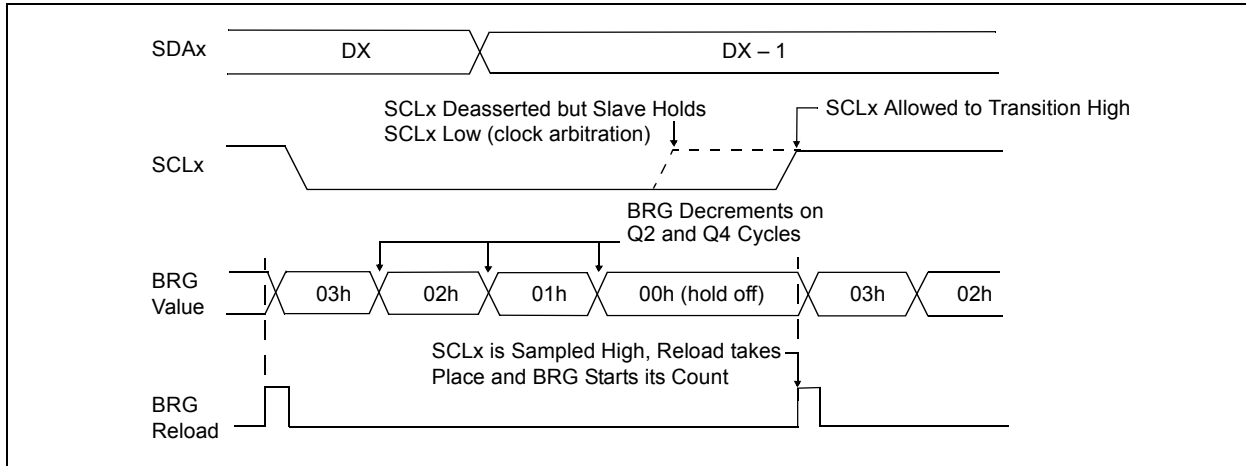 SDAx
DX
DX – 1
SCLx Deasserted but Slave Holds
SCLx Low (clock arbitration)
SCLx Allowed to Transition High
SCLx
BRG Decrements on
Q2 and Q4 Cycles
BRG
Value
03h
02h
01h
00h (hold off)
03h
02h
SCLx is Sampled High, Reload takes
Place and BRG Starts its Count
BRG
Reload